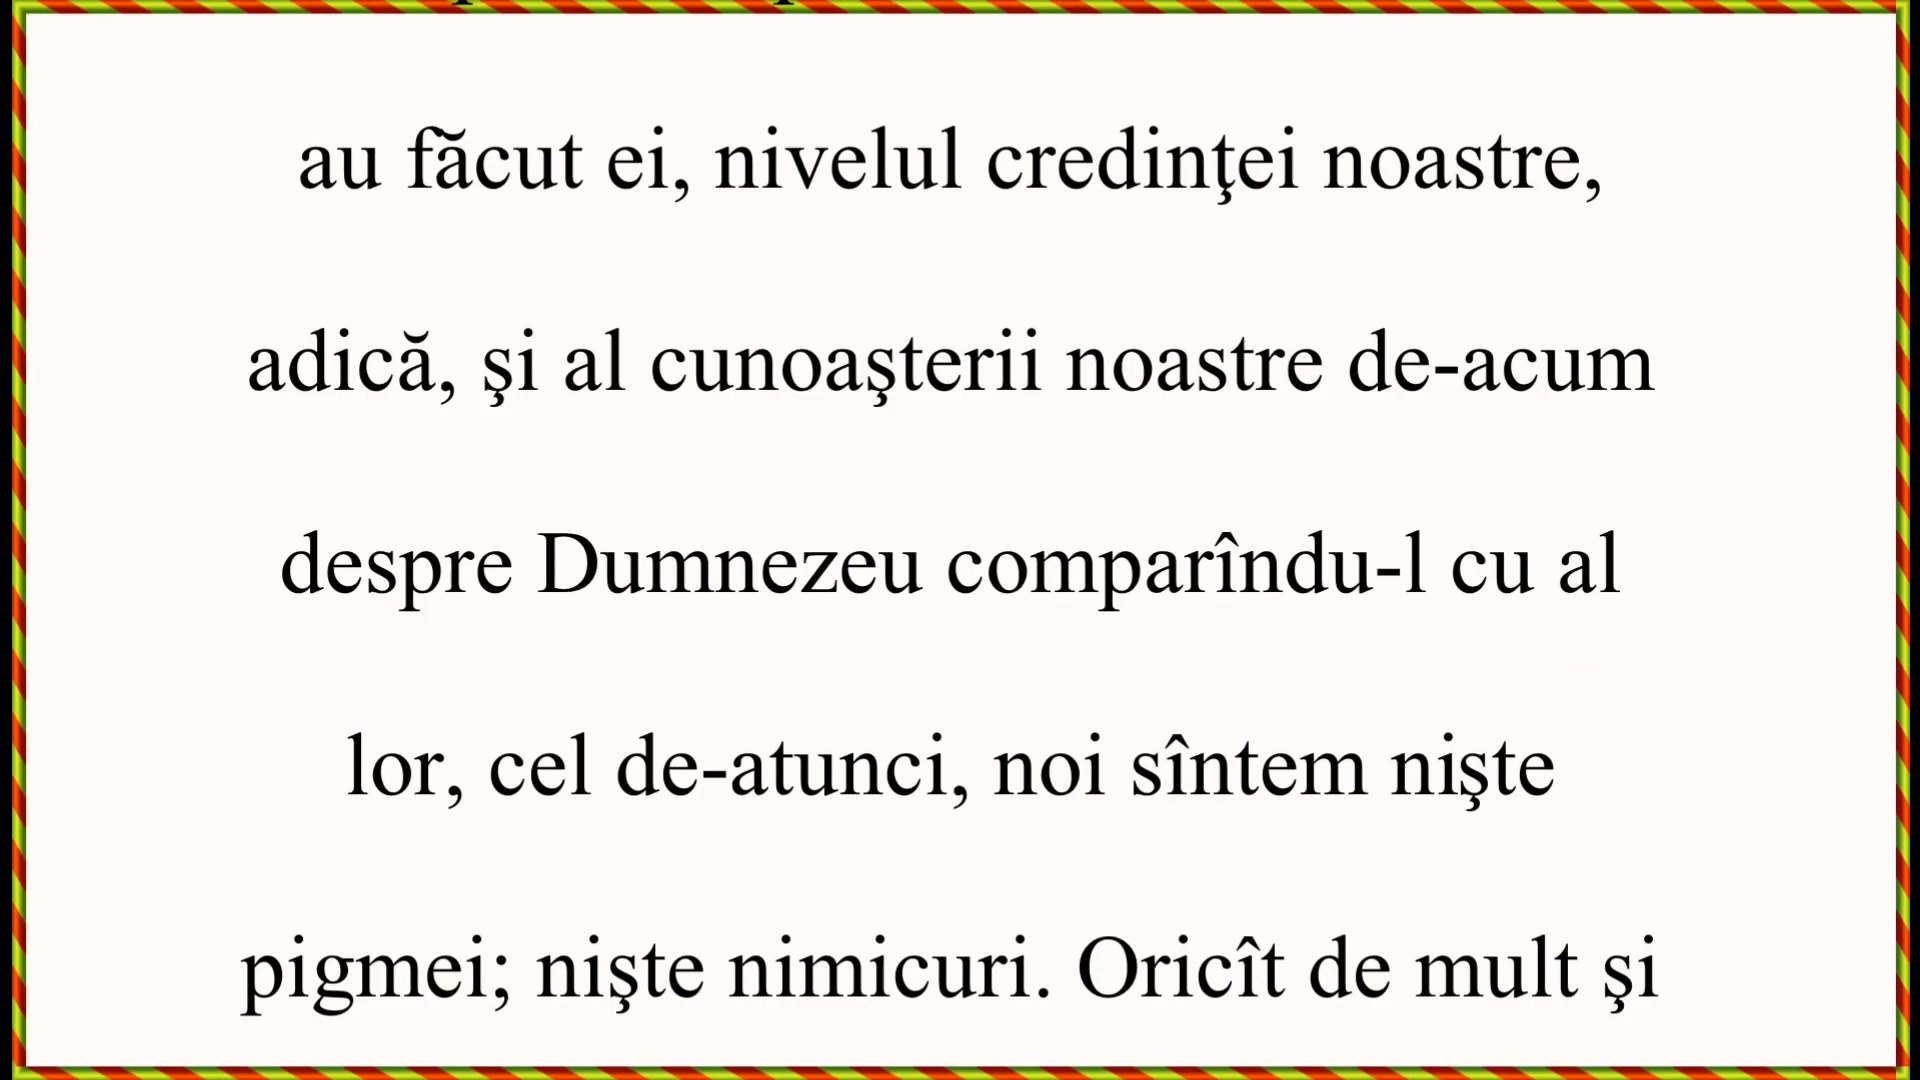 au făcut ei, nivelul credinţei noastre,
adică, şi al cunoaşterii noastre de-acum
despre Dumnezeu comparîndu-l cu al
lor, cel de-atunci, noi sîntem nişte
pigmei; nişte nimicuri. Oricît de mult şi